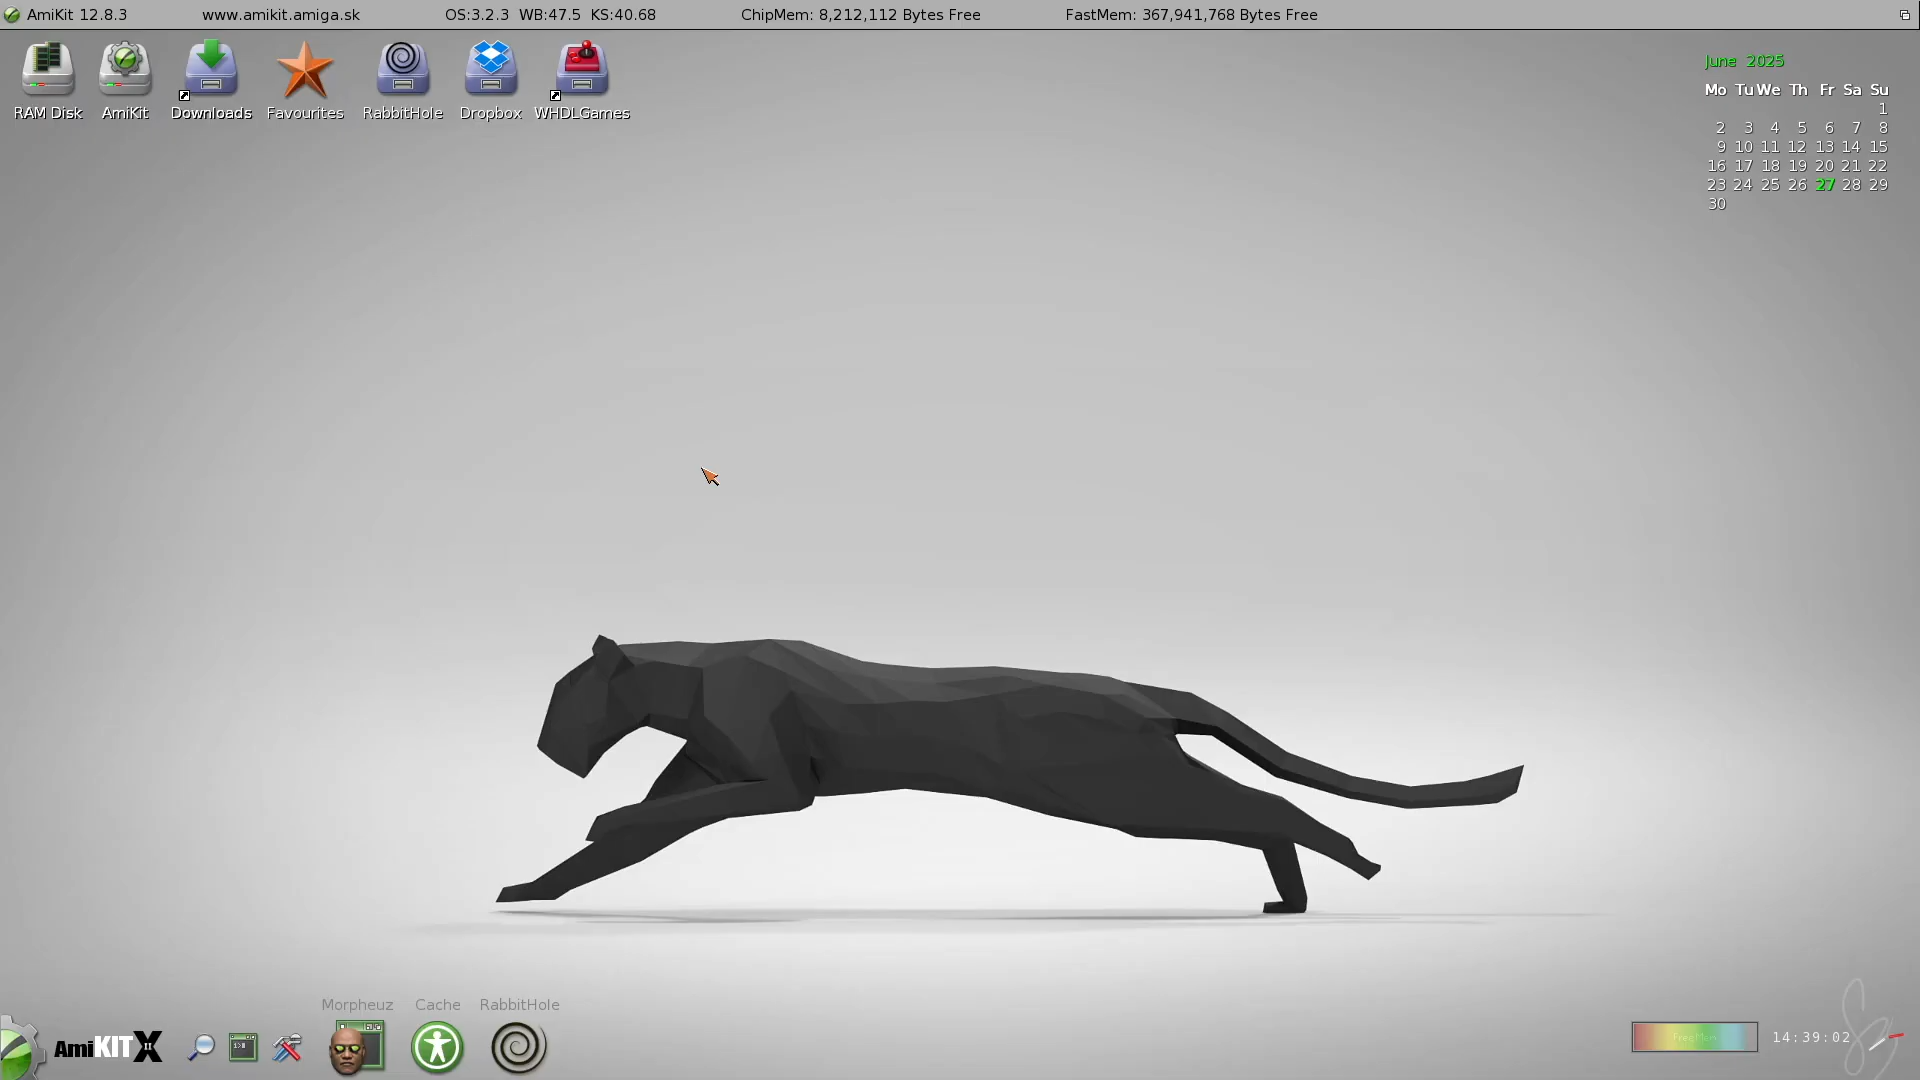 AmiKit 12.8.3 www.amikit.amiga.sk OS:3.2.3 WB:47.5 KS:40.68 ChipMem: 8,212,112 Bytes Free FastMem: 367,941,768 Bytes Free
RAM Disk AmiKit Downloads Favourites RabbitHole Dropbox WHDLGames
June 2025
Mo Tu We Th Fr Sa Su
1
2 3 4 5 6 7 8
9 10 11 12 13 14 15
16 17 18 19 20 21 22
23 24 25 26 27 28 29
30
Morpheuz Cache RabbitHole
AmiKIT X
FreeMem 14:39:02